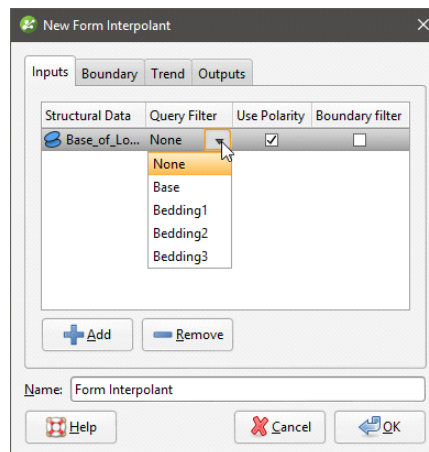 New Form Interpolant
Inputs Boundary Trend Outputs
Structural Data Query Filter Use Polarity Boundary filter
Base_of_Lo... None
None
Base
Bedding1
Bedding2
Bedding3
Add Remove
Name: Form Interpolant
Help Cancel OK